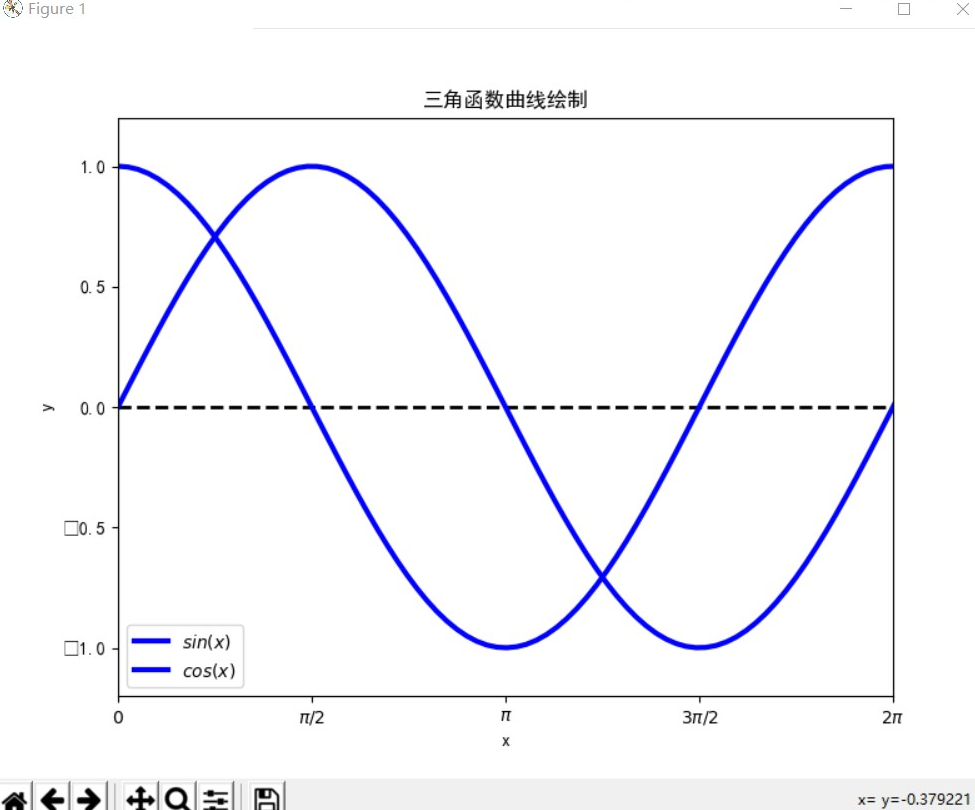 Figure 1
三角函数曲线绘制
1.0
0.5
0.0
y
□0.5
□1.0
sin(x)
cos(x)
0 π/2 π 3π/2 2π
x
x= y=-0.379221